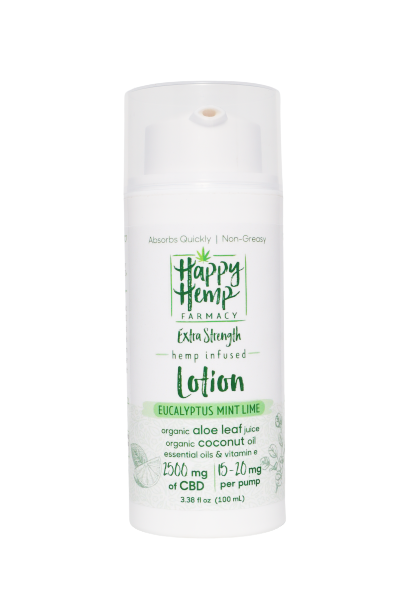 Absorbs Quickly | Non-Greasy
Happy
Hemp
FARMACY
Extra Strength
hemp infused
Lotion
EUCALYPTUS MINT LIME
organic aloe leaf juice
organic coconut oil
essential oils & vitamin e
2500 mg | 15-20 mg
of CBD | per pump
3.38 fl oz (100 mL)